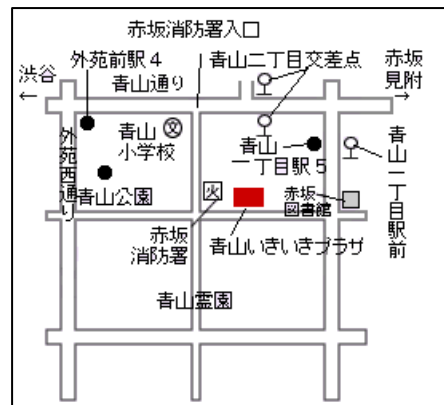 赤坂消防署入口
外苑前駅4
青山二丁目交差点
渋谷
←
青山通り
赤坂
見附
→
外苑西通り
青山
小学校
文
青山
一丁目駅5
青山一丁目駅前
青山公園
火
赤坂
図書館
赤坂
消防署
青山いきいきプラザ
青山霊園